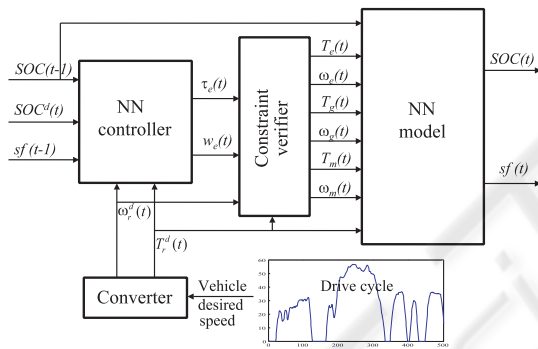 SOC(t-1)
SOC^d(t)
sf(t-1)
NN
controller
τ_e(t)
w_e(t)
Constraint
verifier
T_e(t)
ω_e(t)
T_g(t)
ω_g(t)
T_m(t)
ω_m(t)
NN
model
SOC(t)
sf(t)
ω_r^d(t)
T_r^d(t)
Converter
Vehicle
desired
speed
Drive cycle
60
50
40
30
20
10
0
0
100
200
300
400
500